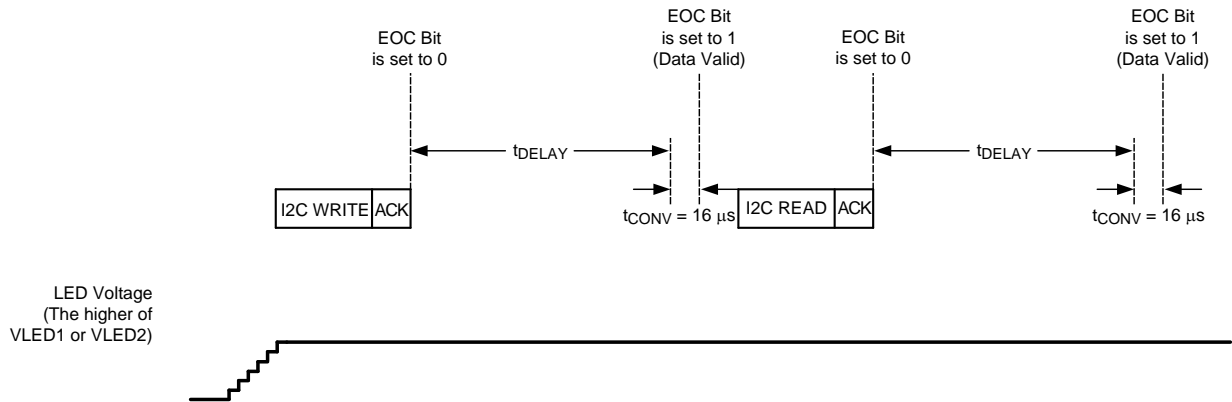 EOC Bit
is set to 0
EOC Bit
is set to 1
(Data Valid)
EOC Bit
is set to 0
EOC Bit
is set to 1
(Data Valid)
tDELAY
tDELAY
I2C WRITE ACK
tCONV = 16 μs
I2C READ ACK
tCONV = 16 μs
LED Voltage
(The higher of
VLED1 or VLED2)